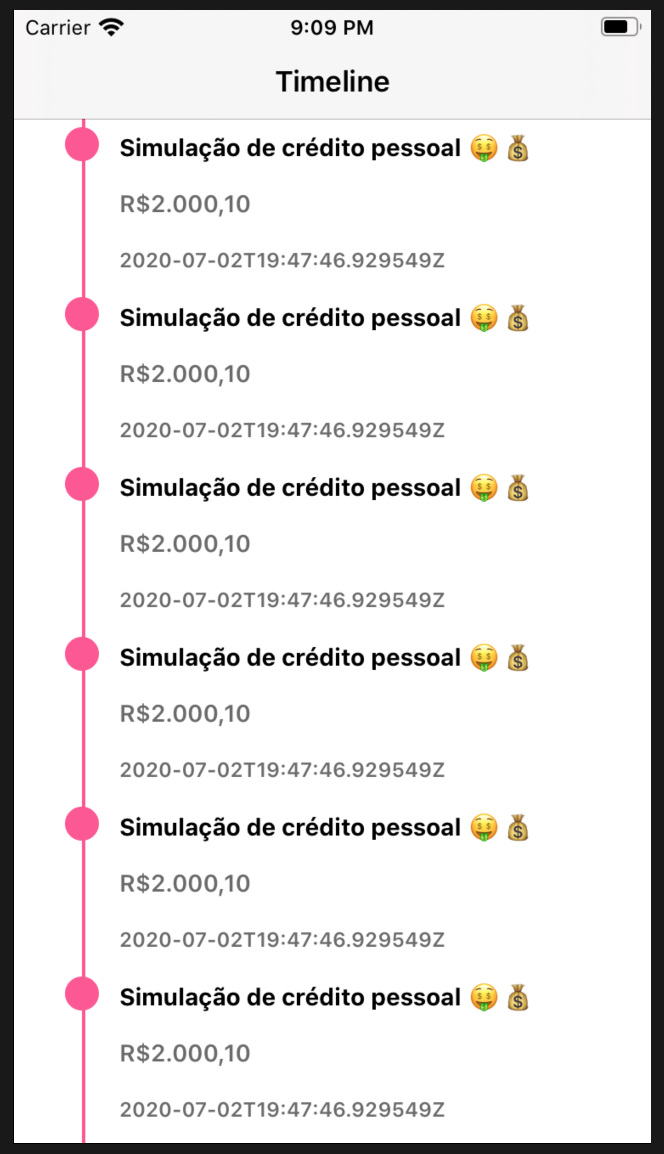 Carrier 9:09 PM
Timeline
Simulação de crédito pessoal 🤑 💰
R$2.000,10
2020-07-02T19:47:46.929549Z
Simulação de crédito pessoal 🤑 💰
R$2.000,10
2020-07-02T19:47:46.929549Z
Simulação de crédito pessoal 🤑 💰
R$2.000,10
2020-07-02T19:47:46.929549Z
Simulação de crédito pessoal 🤑 💰
R$2.000,10
2020-07-02T19:47:46.929549Z
Simulação de crédito pessoal 🤑 💰
R$2.000,10
2020-07-02T19:47:46.929549Z
Simulação de crédito pessoal 🤑 💰
R$2.000,10
2020-07-02T19:47:46.929549Z